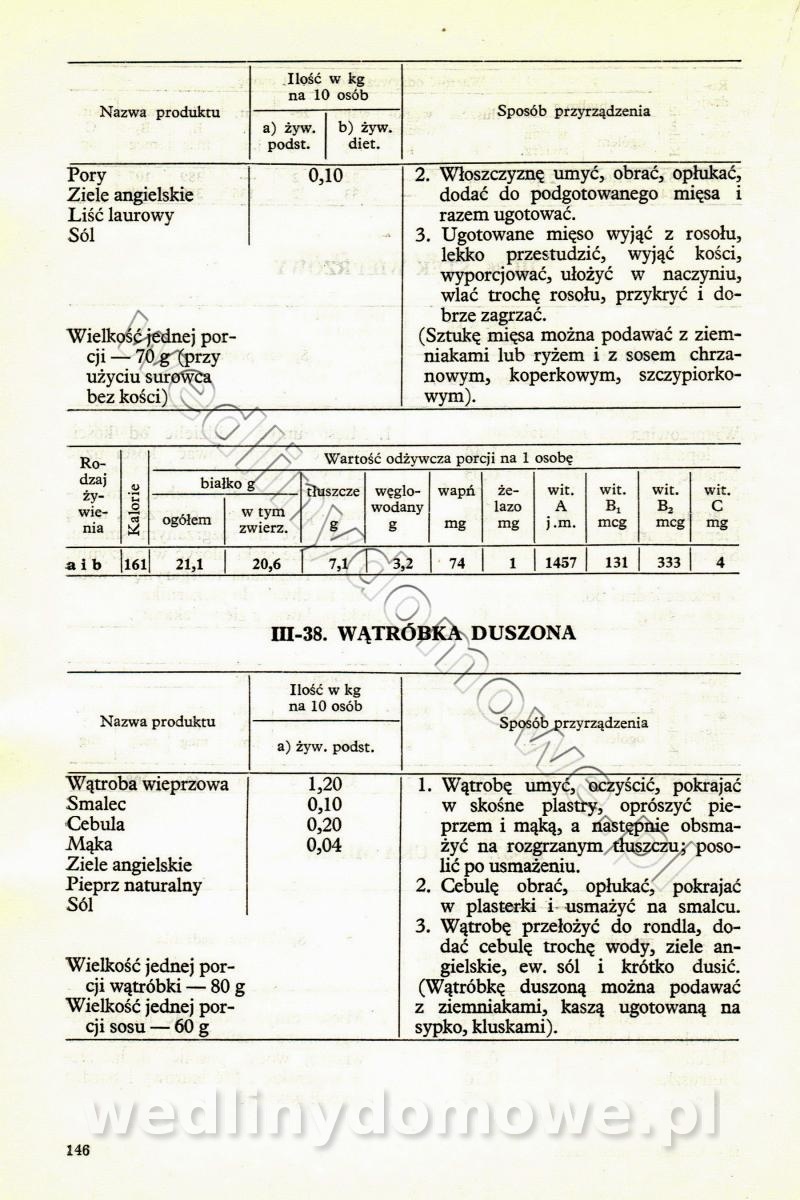 Nazwa produktu
Ilość w kg
na 10 osób
a) żyw. podst.
b) żyw. diet.
Sposób przyrządzenia
Pory 0,10
Ziele angielskie
Liść laurowy
Sól
Wielkość jednej por-
cji — 70 g (przy
użyciu surowca
bez kości)
2. Włoszczyznę umyć, obrać, opłukać,
dodać do podgotowanego mięsa i
razem ugotować.
3. Ugotowane mięso wyjąć z rosołu,
lekko przestudzić, wyjąć kości,
wyporcjować, ułożyć w naczyniu,
wlać trochę rosołu, przykryć i do-
brze zagrzać.
(Sztukę mięsa można podawać z ziem-
niakami lub ryżem i z sosem chrza-
nowym, koperkowym, szczypiorko-
wym).
Ro-
dzaj
ży-
wie-
nia
Kalorie
Wartość odżywcza porcji na 1 osobę
białko g
ogółem
w tym
zwierz.
tłuszcze
g
węglo-
wodany
g
wapń
mg
że-
lazo
mg
wit.
A
j.m.
wit.
B₁
mcg
wit.
B₂
mcg
wit.
C
mg
a i b 161 21,1 20,6 7,1 3,2 74 1 1457 131 333 4
III-38. WĄTRÓBKA DUSZONA
Nazwa produktu
Ilość w kg
na 10 osób
a) żyw. podst.
Sposób przyrządzenia
Wątroba wieprzowa 1,20
Smalec 0,10
Cebula 0,20
Mąka 0,04
Ziele angielskie
Pieprz naturalny
Sól
Wielkość jednej por-
cji wątróbki — 80 g
Wielkość jednej por-
cji sosu — 60 g
1. Wątrobę umyć, oczyścić, pokrajać
w skośne plastry, oprószyć pie-
przem i mąką, a następnie obsma-
żyć na rozgrzanym tłuszczu; poso-
lić po usmażeniu.
2. Cebulę obrać, opłukać, pokrajać
w plasterki i usmażyć na smalcu.
3. Wątrobę przełożyć do rondla, do-
dać cebulę trochę wody, ziele an-
gielskie, ew. sól i krótko dusić.
(Wątróbkę duszoną można podawać
z ziemniakami, kaszą ugotowaną na
sypko, kluskami).
wedlinydomowe.pl
wedlinydomowe.pl
146